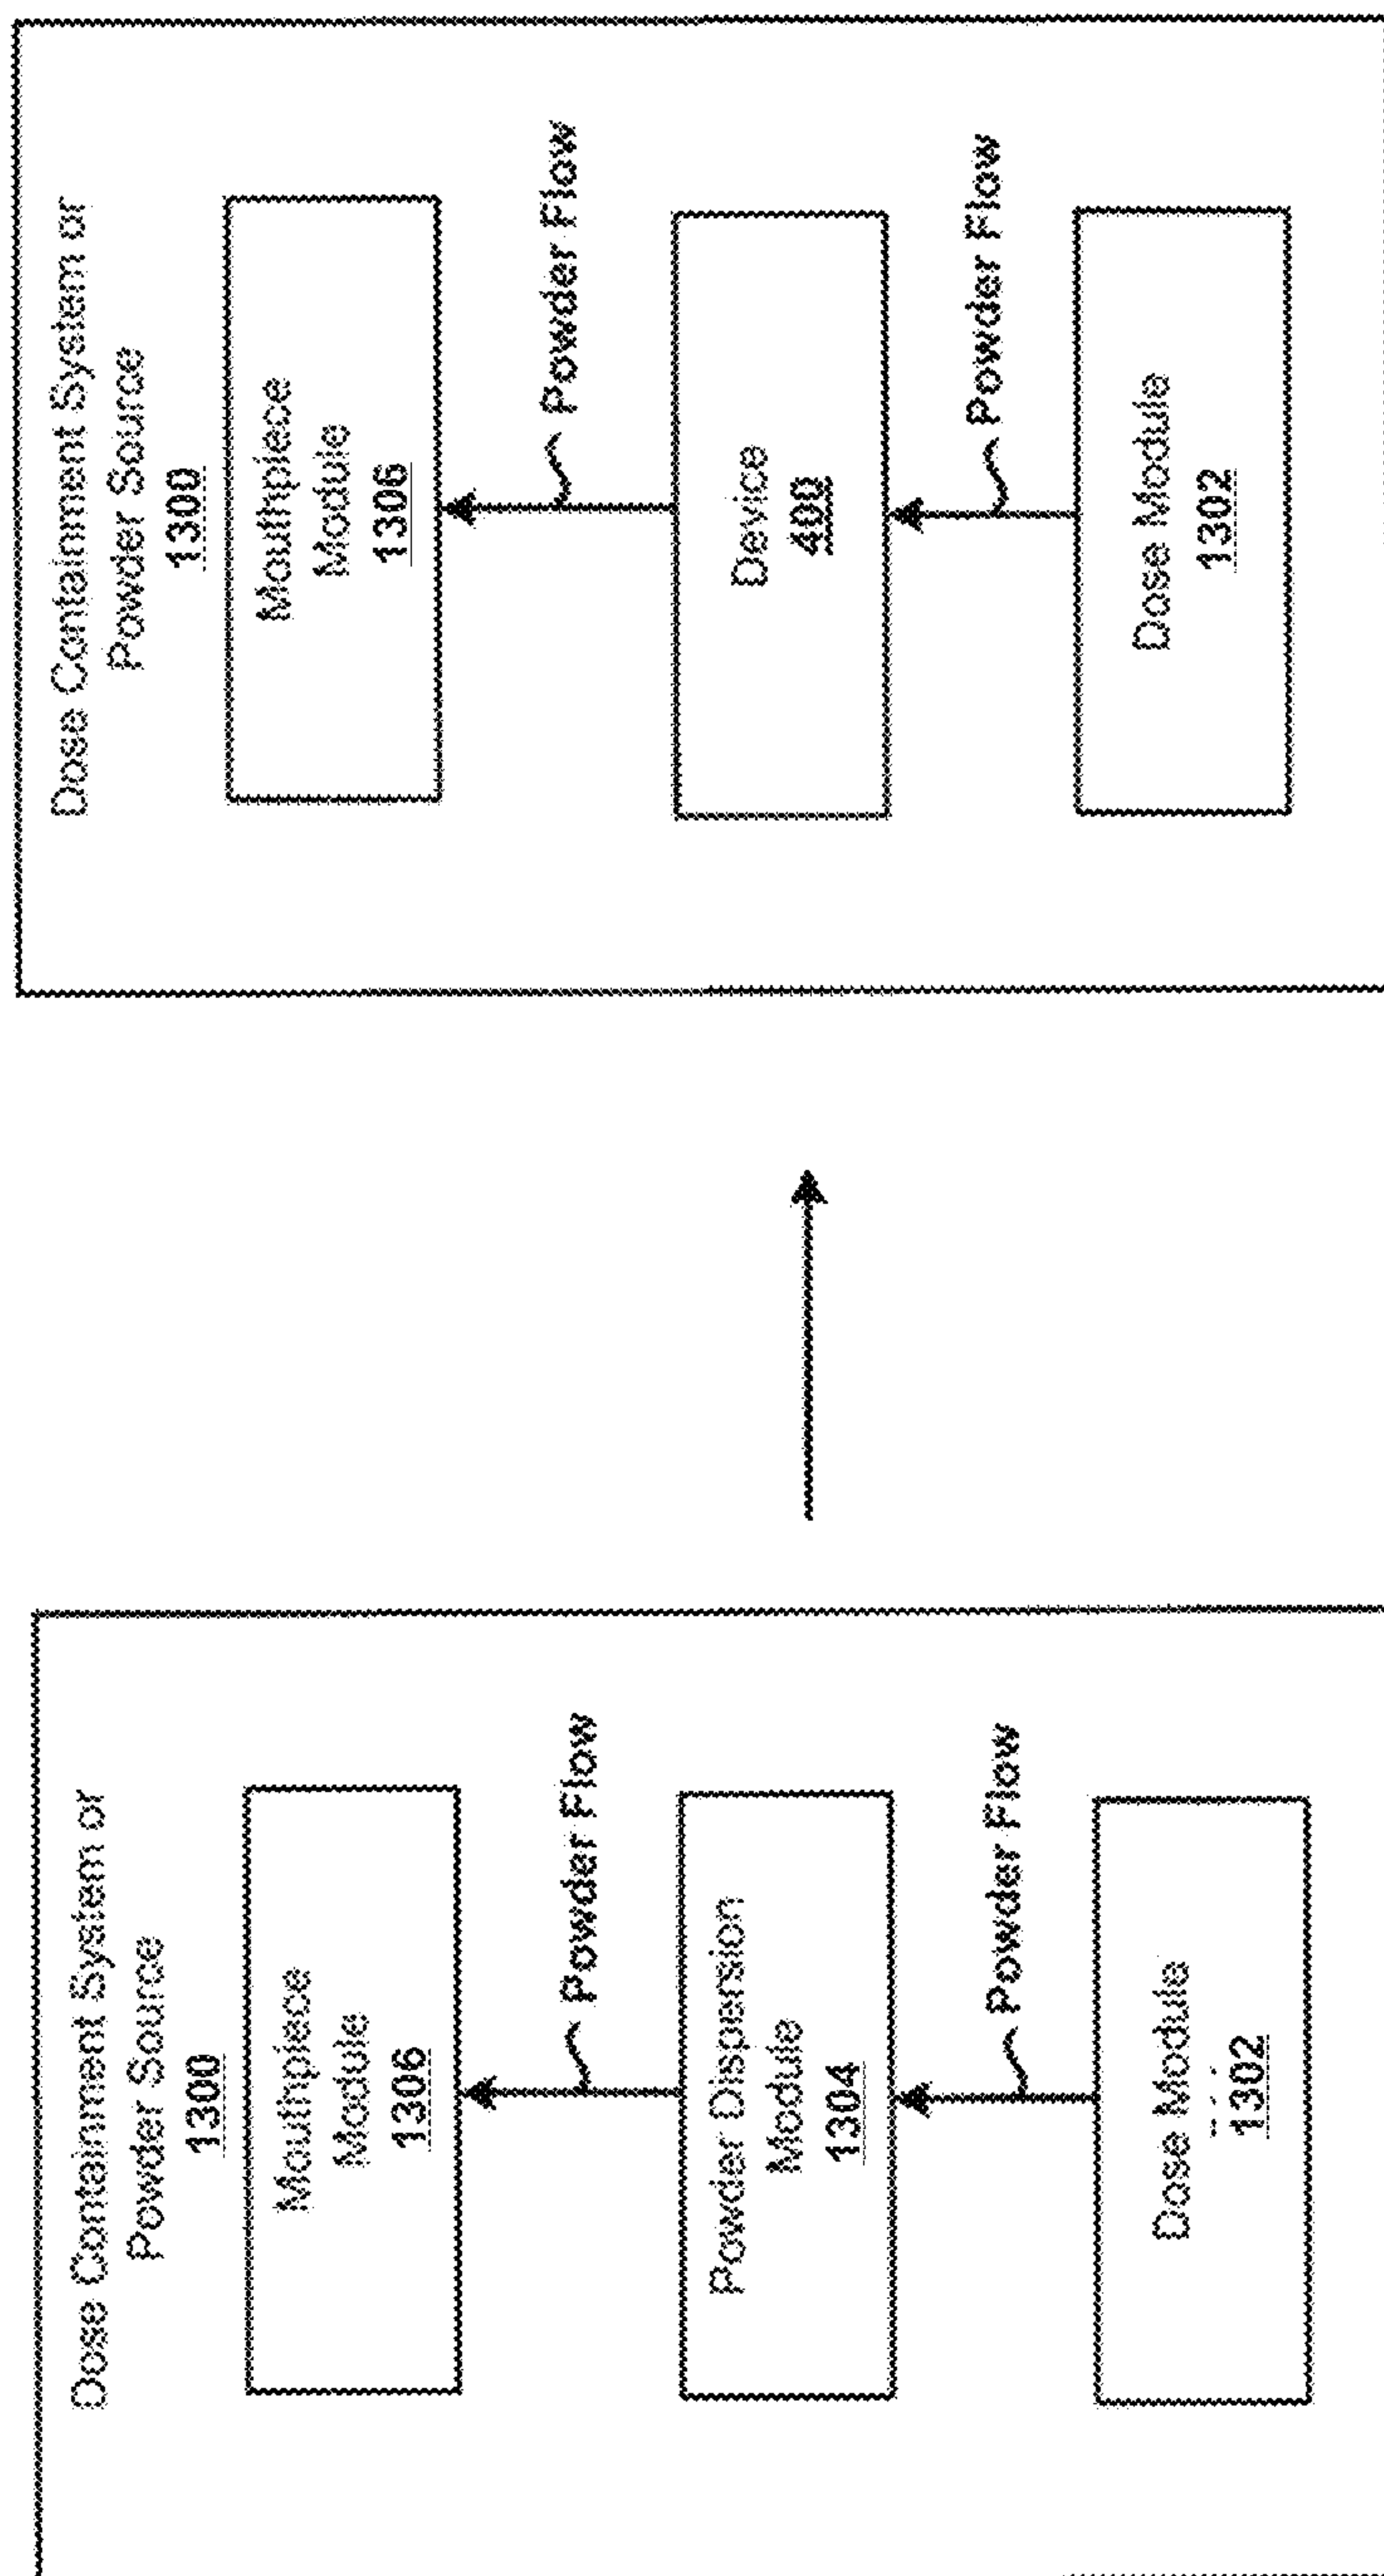 Dose Containment System or
Powder Source
1300
Mouthpiece
Module
1306
Powder Flow
Powder Dispersion
Module
1304
Powder Flow
Dose Module
1302
Dose Containment System or
Powder Source
1300
Mouthpiece
Module
1306
Powder Flow
Device
400
Powder Flow
Dose Module
1302